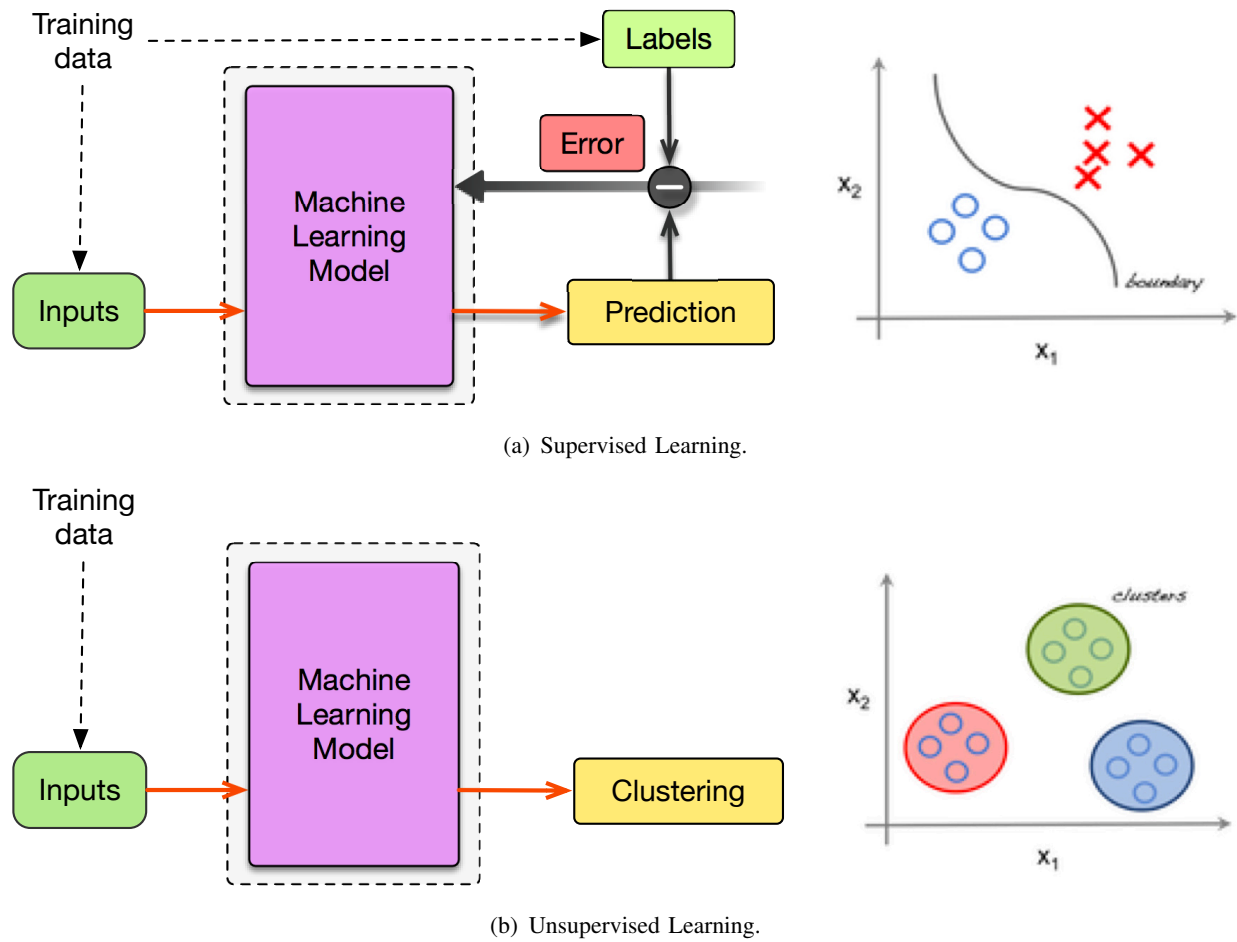 Training
data
Labels
Error
Machine
Learning
Model
Inputs
Prediction
x2
boundary
x1
(a) Supervised Learning.
Training
data
Machine
Learning
Model
Inputs
Clustering
clusters
x2
x1
(b) Unsupervised Learning.